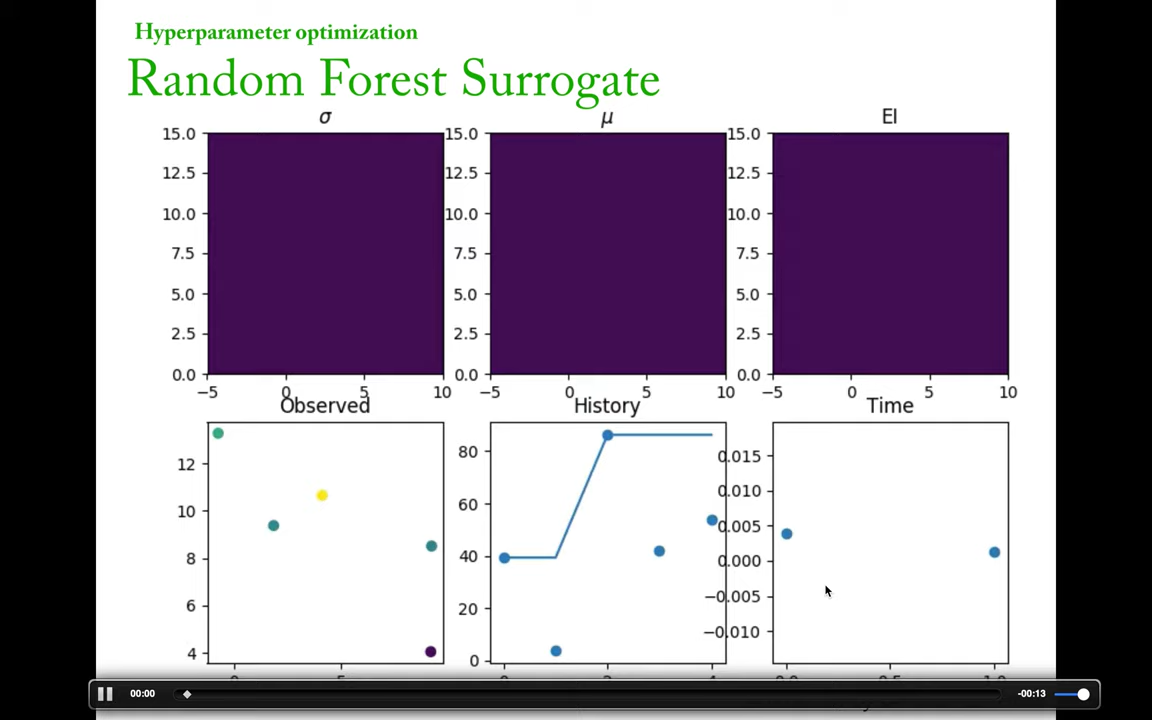 Hyperparameter optimization
Random Forest Surrogate
σ μ EI
15.0 15.0 15.0
12.5 12.5 12.5
10.0 10.0 10.0
7.5 7.5 7.5
5.0 5.0 5.0
2.5 2.5 2.5
0.0 0.0 0.0
−5 0 5 10 −5 0 5 10 −5 0 5 10
Observed History Time
12 80 0.015
10 60 0.010
8 40 0.005
6 20 0.000
4 0 −0.005
−0.010
00:00 -00:13